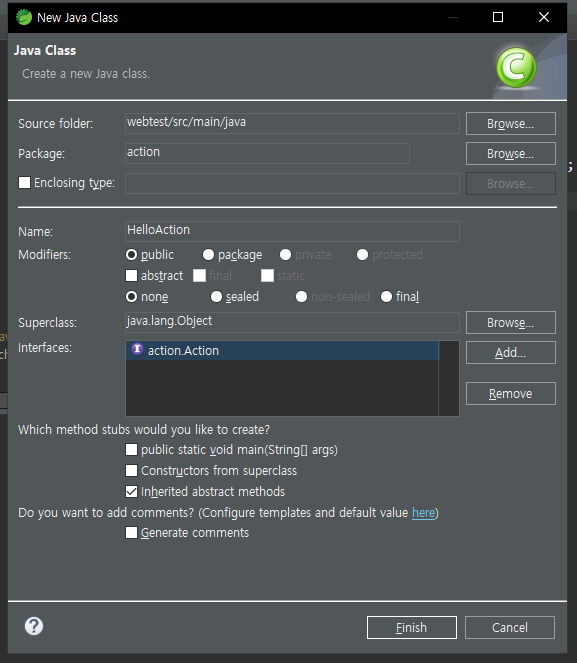 New Java Class
Java Class
Create a new Java class.
Source folder: webtest/src/main/java Browse...
Package: action Browse... ;
Enclosing type: Browse...
Name: HelloAction
Modifiers: public package private protected
abstract final static
none sealed non-sealed final
Superclass: java.lang.Object Browse...
Interfaces: action.Action Add...
Remove
Which method stubs would you like to create?
public static void main(String[] args)
Constructors from superclass
Inherited abstract methods
Do you want to add comments? (Configure templates and default value here)
Generate comments
Finish Cancel